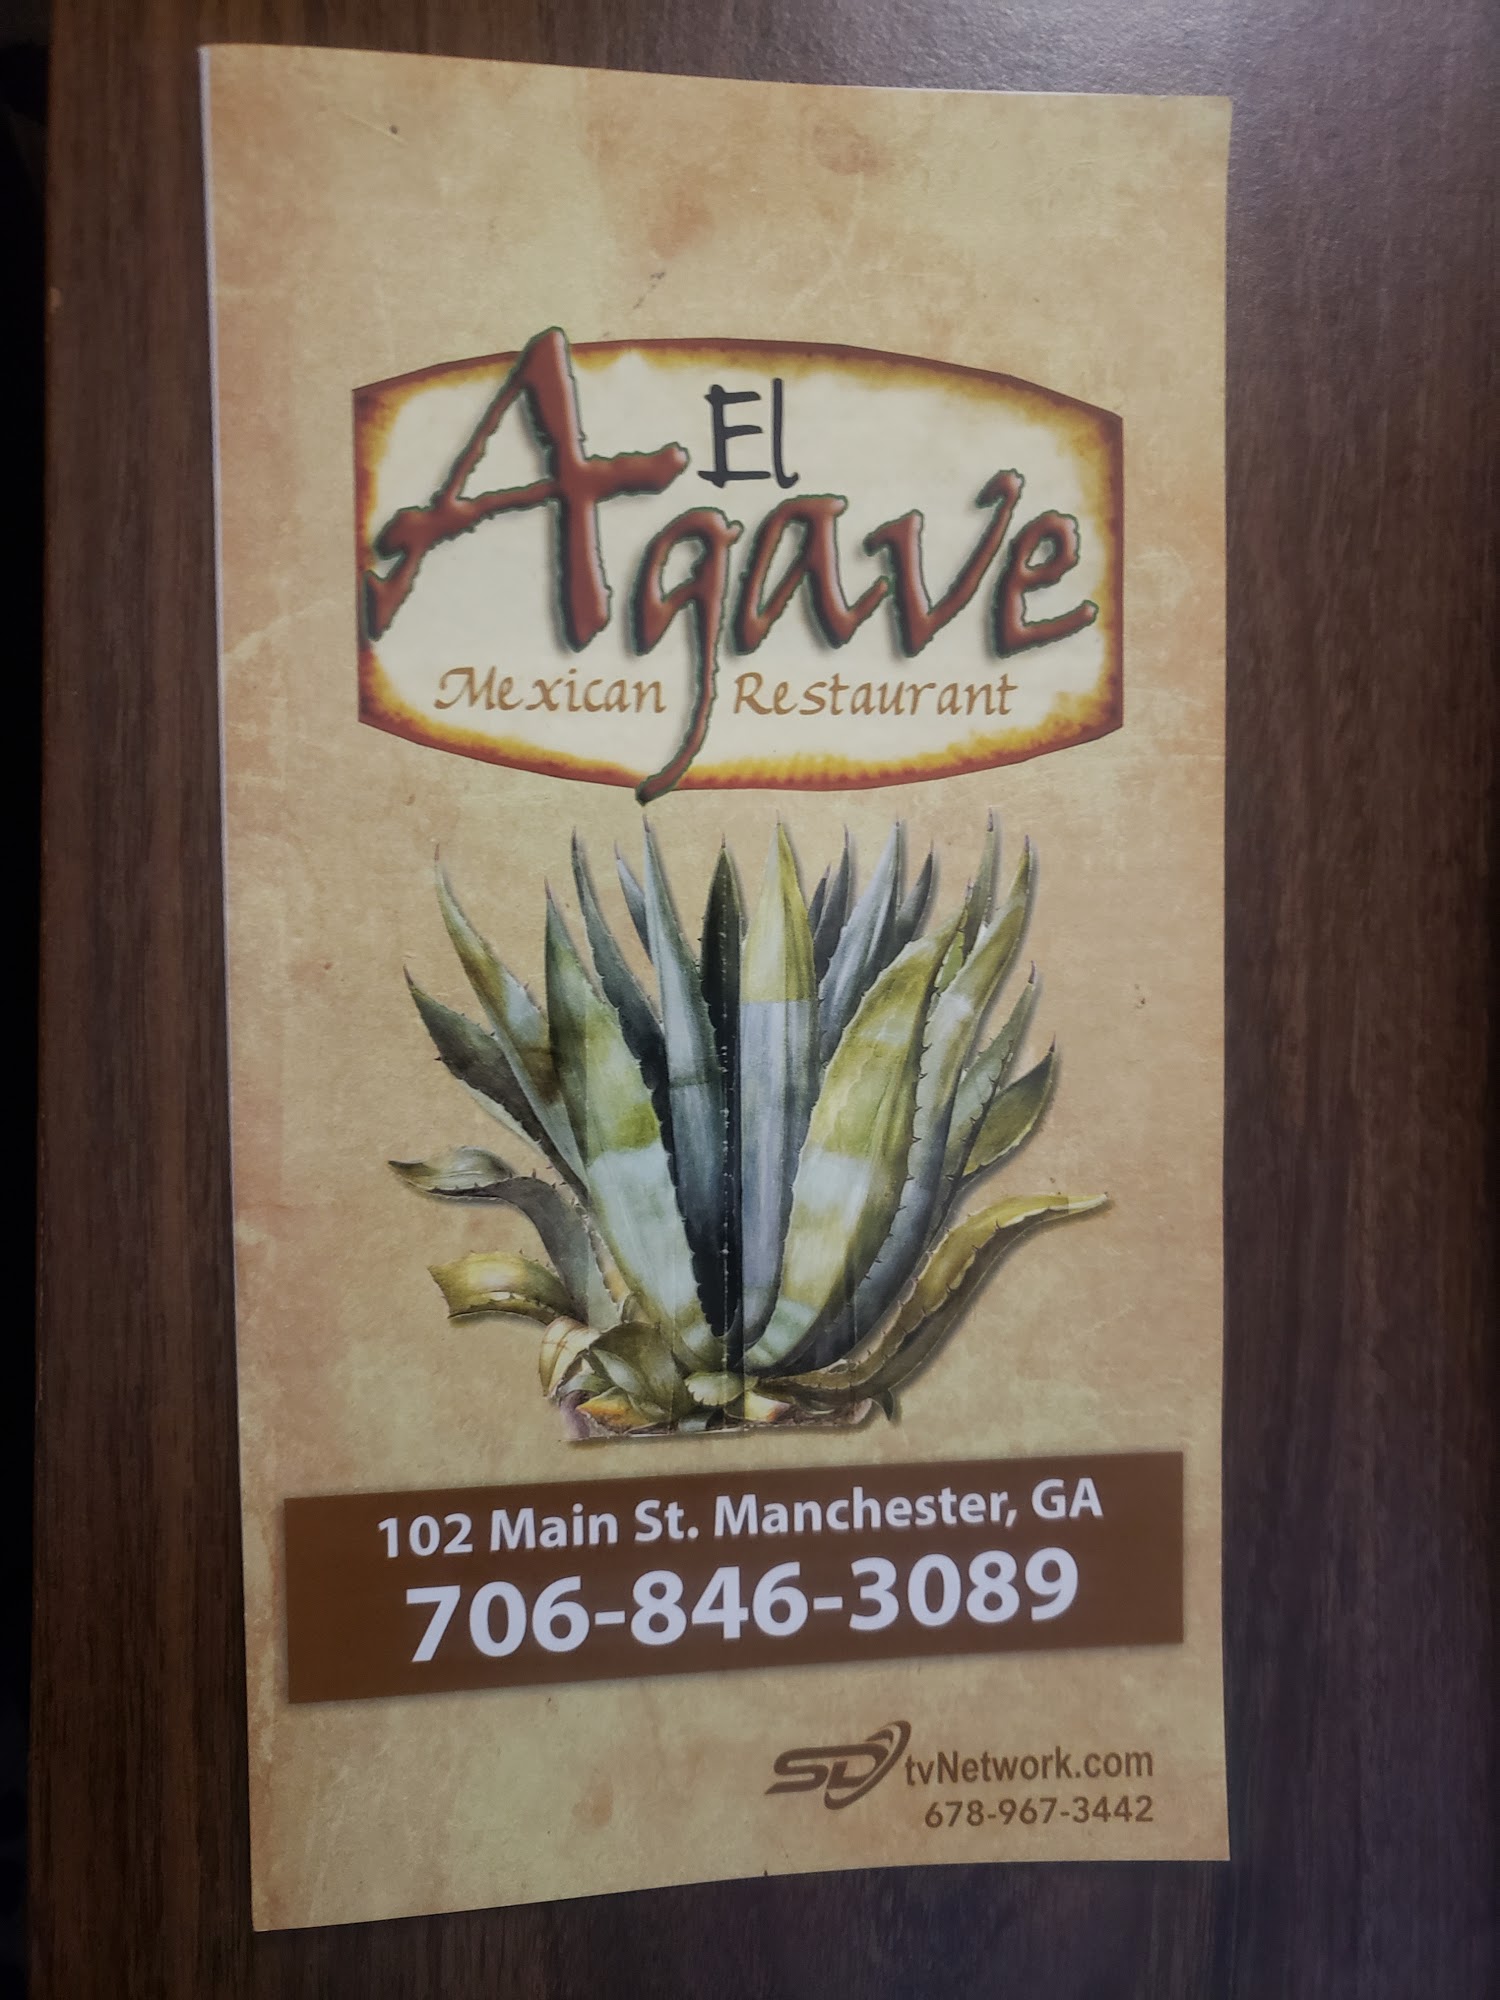 El
Agave
Mexican Restaurant
102 Main St. Manchester, GA
706-846-3089
SD tvNetwork.com
678-967-3442